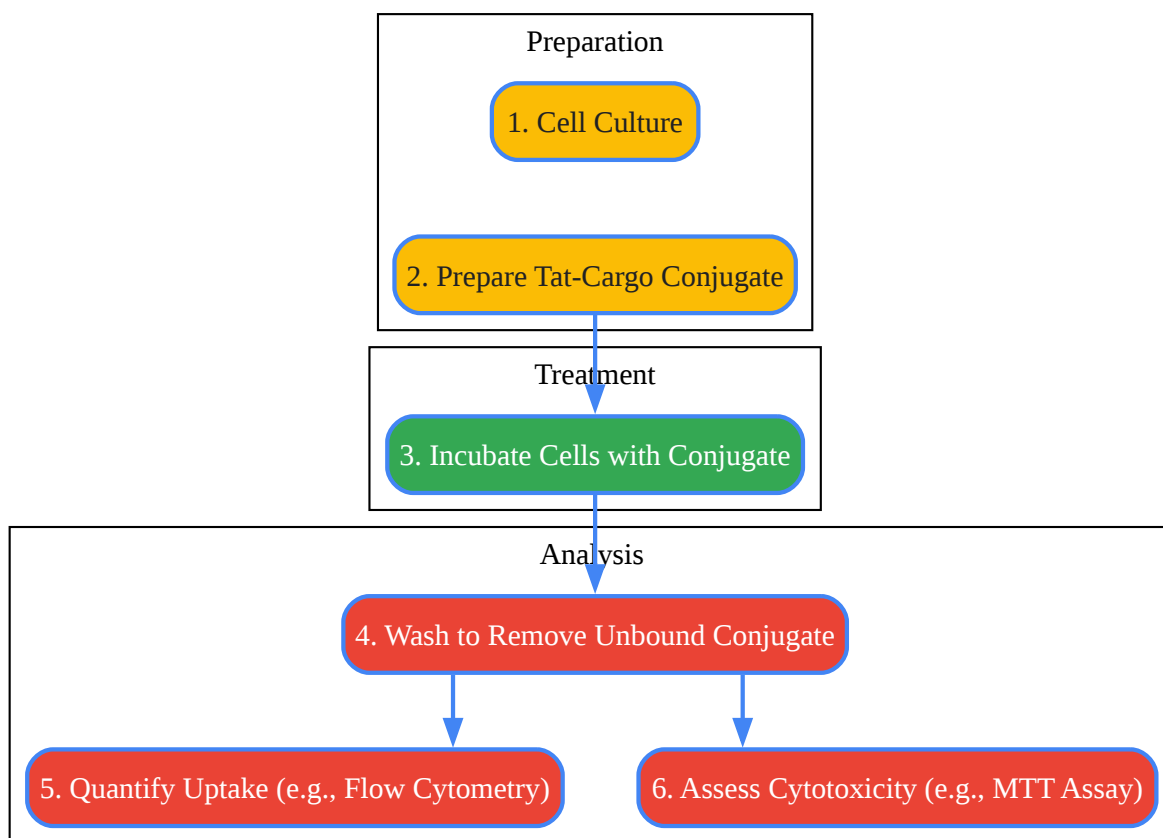 Preparation
1. Cell Culture
2. Prepare Tat-Cargo Conjugate
Treatment
3. Incubate Cells with Conjugate
Analysis
4. Wash to Remove Unbound Conjugate
5. Quantify Uptake (e.g., Flow Cytometry)
6. Assess Cytotoxicity (e.g., MTT Assay)